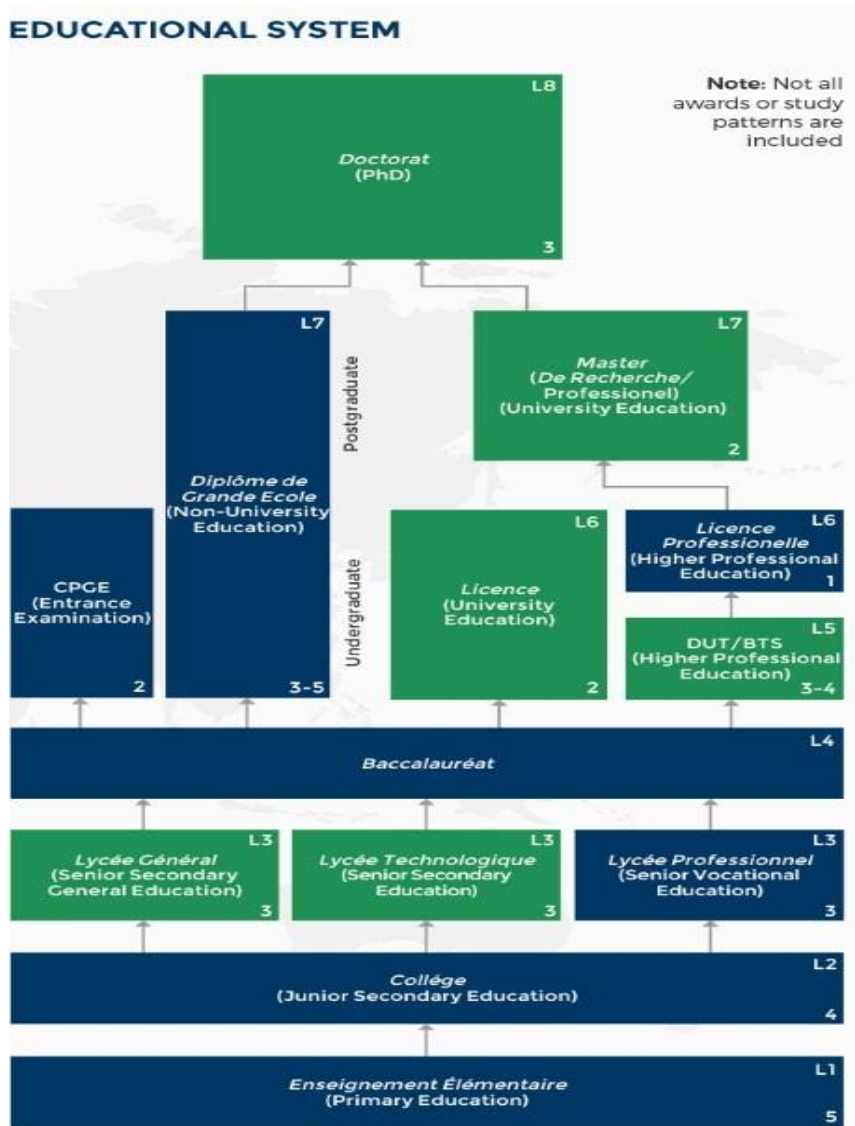 EDUCATIONAL SYSTEM
Note: Not all
awards or study
patterns are
included
L8
Doctorat
(PhD)
3
L7
Diplôme de
Grande Ecole
(Non-University
Education)
3-5
Postgraduate
Undergraduate
L7
Master
(De Recherche/
Professionel)
(University Education)
2
CPGE
(Entrance
Examination)
2
L6
Licence
(University
Education)
2
L6
Licence
Professionelle
(Higher Professional
Education)
1
L5
DUT/BTS
(Higher Professional
Education)
3-4
L4
Baccalauréat
L3
Lycée Général
(Senior Secondary
General Education)
3
L3
Lycée Technologique
(Senior Secondary
Education)
3
L3
Lycée Professionnel
(Senior Vocational
Education)
3
L2
Collége
(Junior Secondary Education)
4
L1
Enseignement Élémentaire
(Primary Education)
5